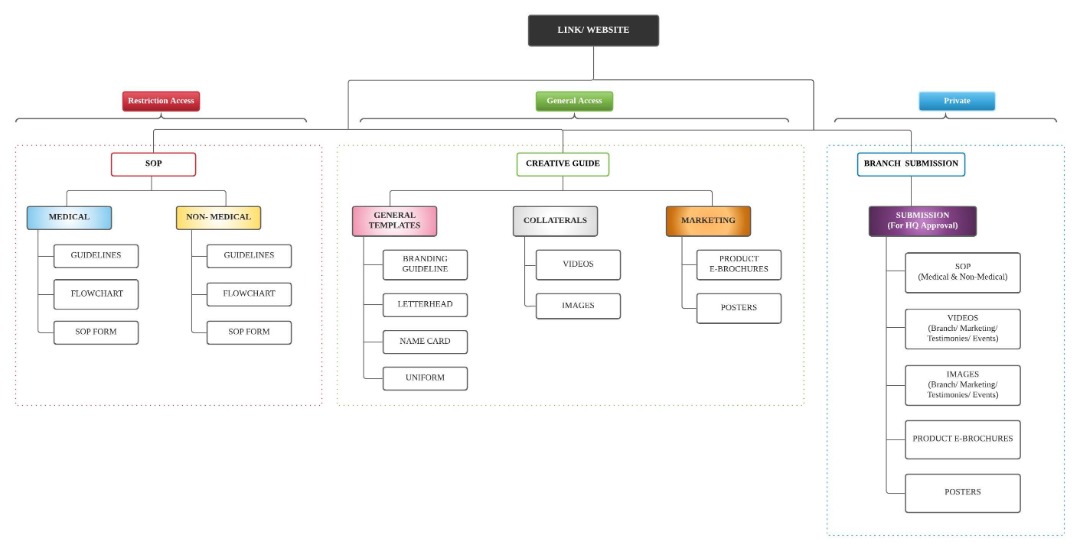 LINK/ WEBSITE
Restriction Access
General Access
Private
SOP
CREATIVE GUIDE
BRANCH SUBMISSION
MEDICAL
NON- MEDICAL
GENERAL
TEMPLATES
COLLATERALS
MARKETING
SUBMISSION
(For HQ Approval)
GUIDELINES
FLOWCHART
SOP FORM
GUIDELINES
FLOWCHART
SOP FORM
BRANDING
GUIDELINE
LETTERHEAD
NAME CARD
UNIFORM
VIDEOS
IMAGES
PRODUCT
E-BROCHURES
POSTERS
SOP
(Medical & Non-Medical)
VIDEOS
(Branch/ Marketing/
Testimonies/ Events)
IMAGES
(Branch/ Marketing/
Testimonies/ Events)
PRODUCT E-BROCHURES
POSTERS